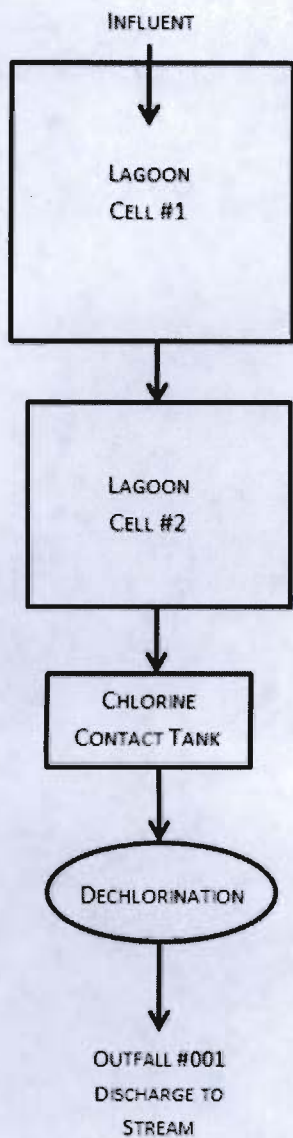 INFLUENT
LAGOON
CELL #1
LAGOON
CELL #2
CHLORINE
CONTACT TANK
DECHLORINATION
OUTFALL #001
DISCHARGE TO
STREAM